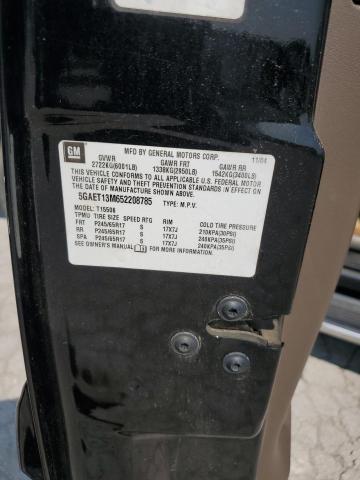 GM
MFD BY GENERAL MOTORS CORP. 11/04
GVWR GAWR FRT GAWR RR
2722KG(6001LB) 1338KG(2950LB) 1542KG(3400LB)
THIS VEHICLE CONFORMS TO ALL APPLICABLE U.S. FEDERAL MOTOR
VEHICLE SAFETY AND THEFT PREVENTION STANDARDS IN EFFECT ON
THE DATE OF MANUFACTURE SHOWN ABOVE.
5GAET13M652208785 TYPE: M.P.V.
MODEL: T15506
TPMU TIRE SIZE SPEED RTG RIM COLD TIRE PRESSURE
FRT P245/65R17 S 17X7J 210KPA(30PSI)
RR P245/65R17 S 17X7J 240KPA(35PSI)
SPA P245/65R17 S 17X7J 240KPA(35PSI)
SEE OWNER'S MANUAL FOR MORE INFORMATION.